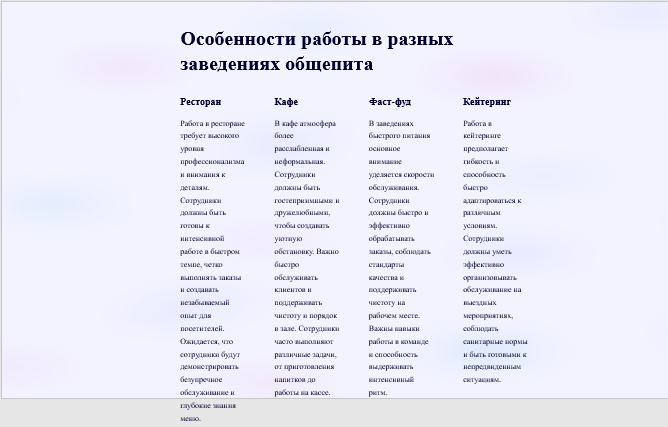 Особенности работы в разных
заведениях общепита
Ресторан
Работа в ресторане
требует высокого
уровня
профессионализма
и внимания к
деталям.
Сотрудники
должны быть
готовы к
интенсивной
работе в быстром
темпе, четко
выполнять заказы
и создавать
незабываемый
опыт для
посетителей.
Ожидается, что
сотрудники будут
демонстрировать
безупречное
обслуживание и
глубокие знания
меню.
Кафе
В кафе атмосфера
более
расслабленная и
неформальная.
Сотрудники
должны быть
гостеприимными и
дружелюбными,
чтобы создавать
уютную
обстановку. Важно
быстро
обслуживать
клиентов и
поддерживать
чистоту и порядок
в зале. Сотрудники
часто выполняют
различные задачи,
от приготовления
напитков до
работы на кассе.
Фаст-фуд
В заведениях
быстрого питания
основное
внимание
уделяется скорости
обслуживания.
Сотрудники
должны быстро и
эффективно
обрабатывать
заказы, соблюдать
стандарты
качества и
поддерживать
чистоту на
рабочем месте.
Важны навыки
работы в команде
и способность
выдерживать
интенсивный
ритм.
Кейтеринг
Работа в
кейтеринге
предполагает
гибкость и
способность
быстро
адаптироваться к
различным
условиям.
Сотрудники
должны уметь
эффективно
организовывать
обслуживание на
выездных
мероприятиях,
соблюдать
санитарные нормы
и быть готовыми к
непредвиденным
ситуациям.